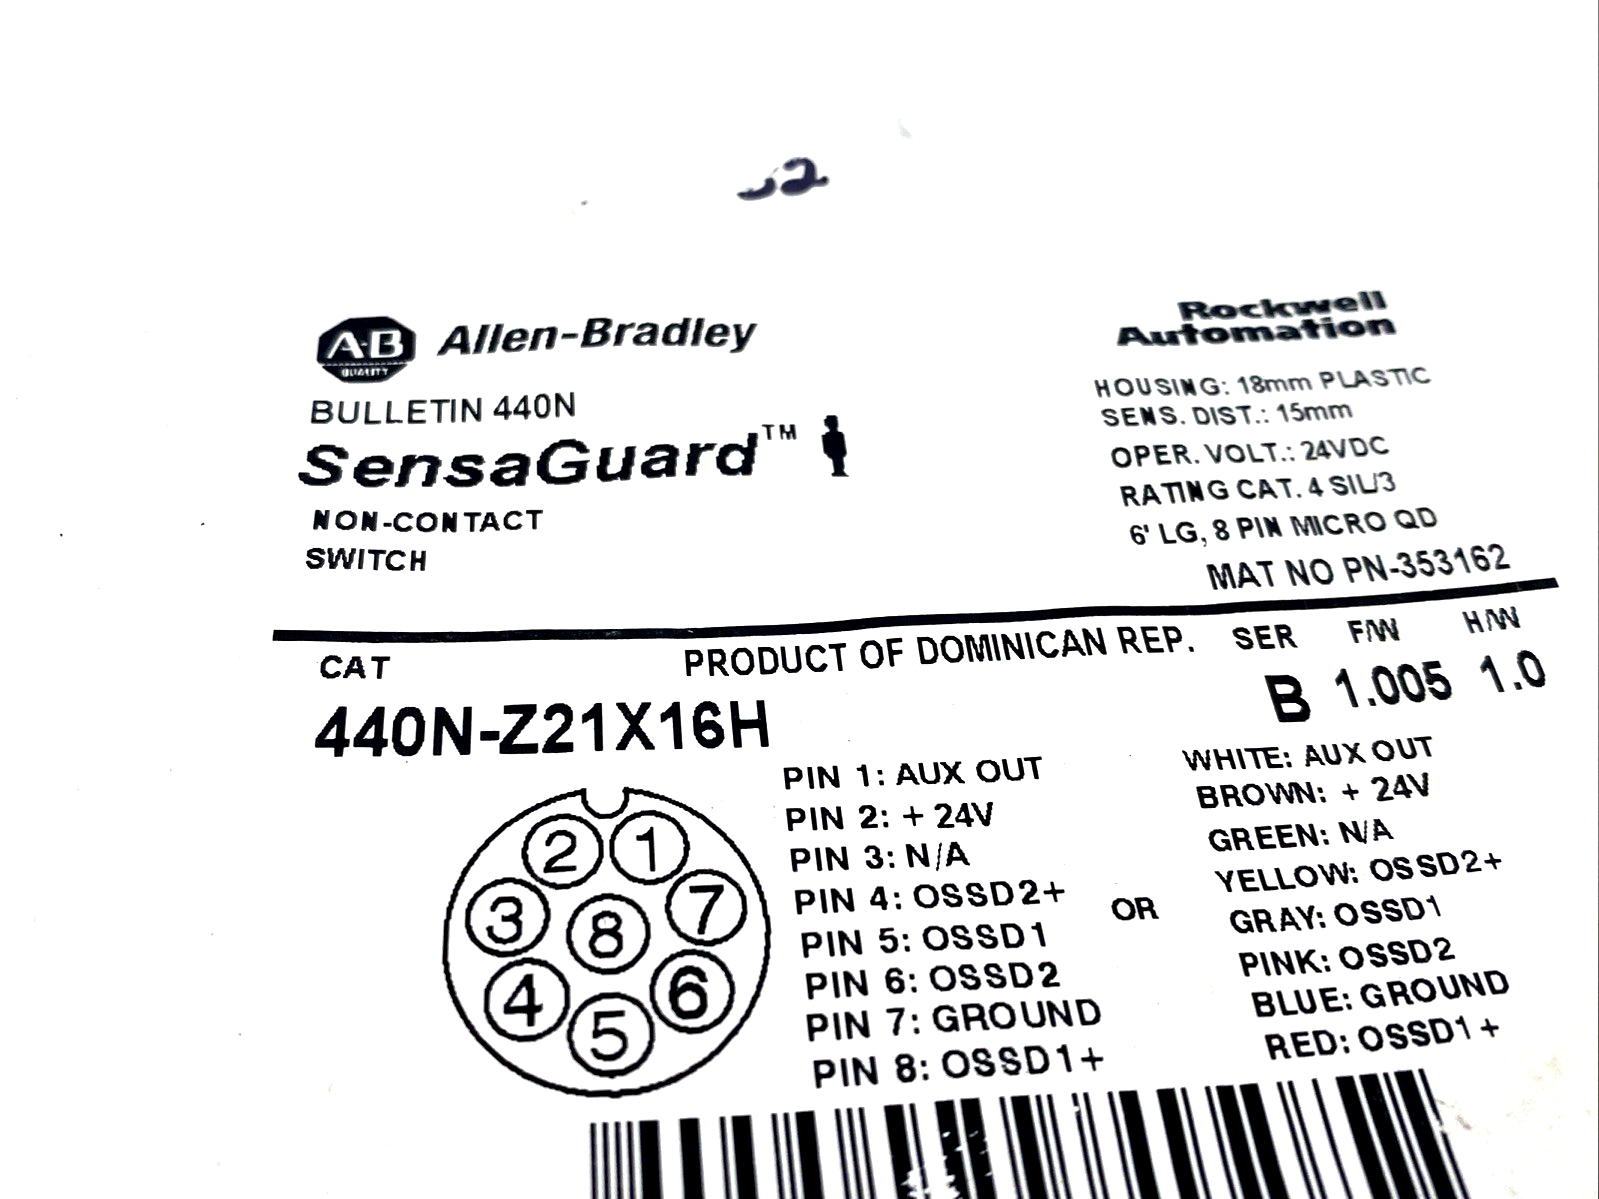 32
A-B
QUALITY
Allen-Bradley
BULLETIN 440N
SensaGuard™
NON-CONTACT
SWITCH
Rockwell
Automation
HOUSING: 18mm PLASTIC
SENS. DIST.: 15mm
OPER. VOLT.: 24VDC
RATING CAT. 4 SIL/3
6' LG, 8 PIN MICRO QD
MAT NO PN-353162
CAT PRODUCT OF DOMINICAN REP. SER F/W H/W
440N-Z21X16H B 1.005 1.0
2 1
3 8 7
4 5 6
PIN 1: AUX OUT
PIN 2: + 24V
PIN 3: N/A
PIN 4: OSSD2+
PIN 5: OSSD1
PIN 6: OSSD2
PIN 7: GROUND
PIN 8: OSSD1+
OR
WHITE: AUX OUT
BROWN: + 24V
GREEN: N/A
YELLOW: OSSD2+
GRAY: OSSD1
PINK: OSSD2
BLUE: GROUND
RED: OSSD1+